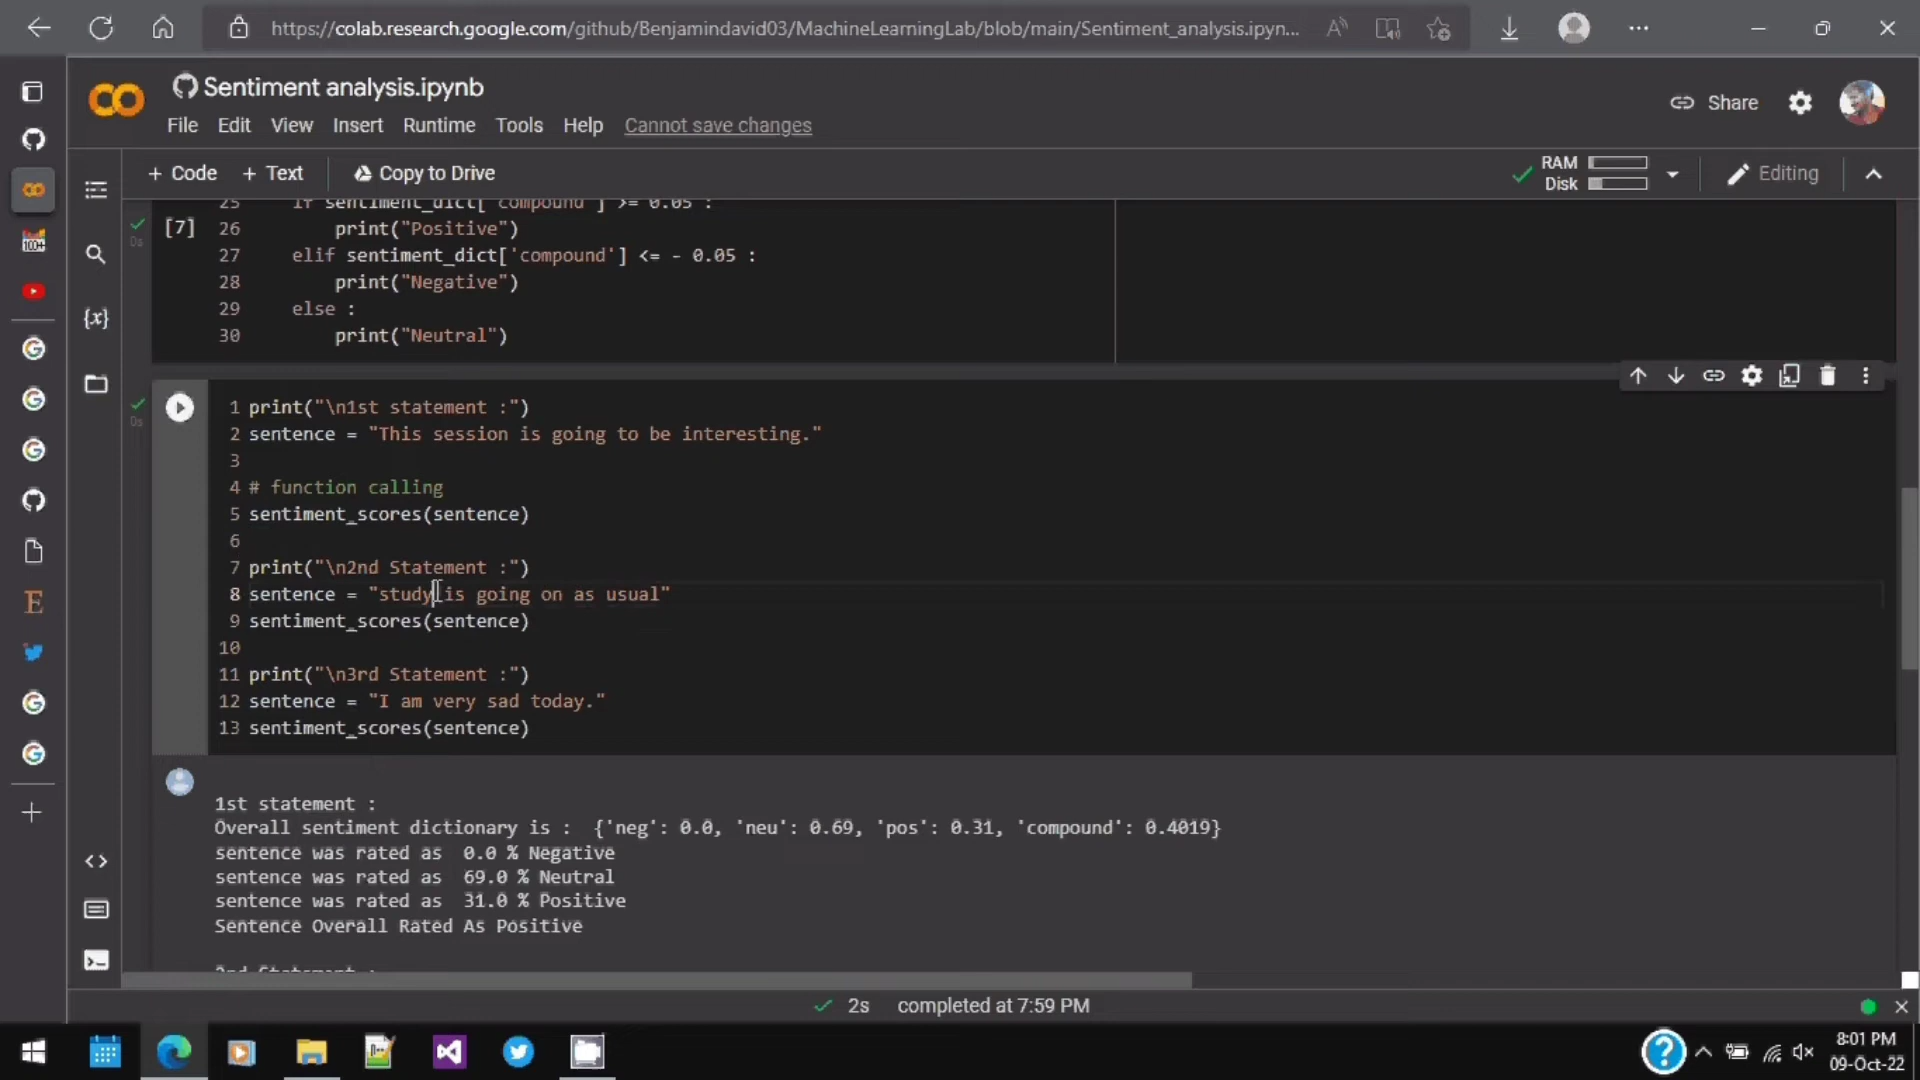 https://colab.research.google.com/github/Benjamindavid03/MachineLearningLab/blob/main/Sentiment_analysis.ipyn...
Sentiment analysis.ipynb
Share
File Edit View Insert Runtime Tools Help Cannot save changes
+ Code + Text Copy to Drive
RAM
Disk
Editing
25 if sentiment_dict['compound'] >= 0.05 :
[7] 26 print("Positive")
0s
27 elif sentiment_dict['compound'] <= - 0.05 :
28 print("Negative")
29 else :
30 print("Neutral")
1 print("\n1st statement :")
0s
2 sentence = "This session is going to be interesting."
3
4 # function calling
5 sentiment_scores(sentence)
6
7 print("\n2nd Statement :")
8 sentence = "study is going on as usual"
9 sentiment_scores(sentence)
10
11 print("\n3rd Statement :")
12 sentence = "I am very sad today."
13 sentiment_scores(sentence)
1st statement :
Overall sentiment dictionary is :  {'neg': 0.0, 'neu': 0.69, 'pos': 0.31, 'compound': 0.4019}
sentence was rated as  0.0 % Negative
sentence was rated as  69.0 % Neutral
sentence was rated as  31.0 % Positive
Sentence Overall Rated As Positive
2nd Statement :
2s completed at 7:59 PM
8:01 PM
09-Oct-22